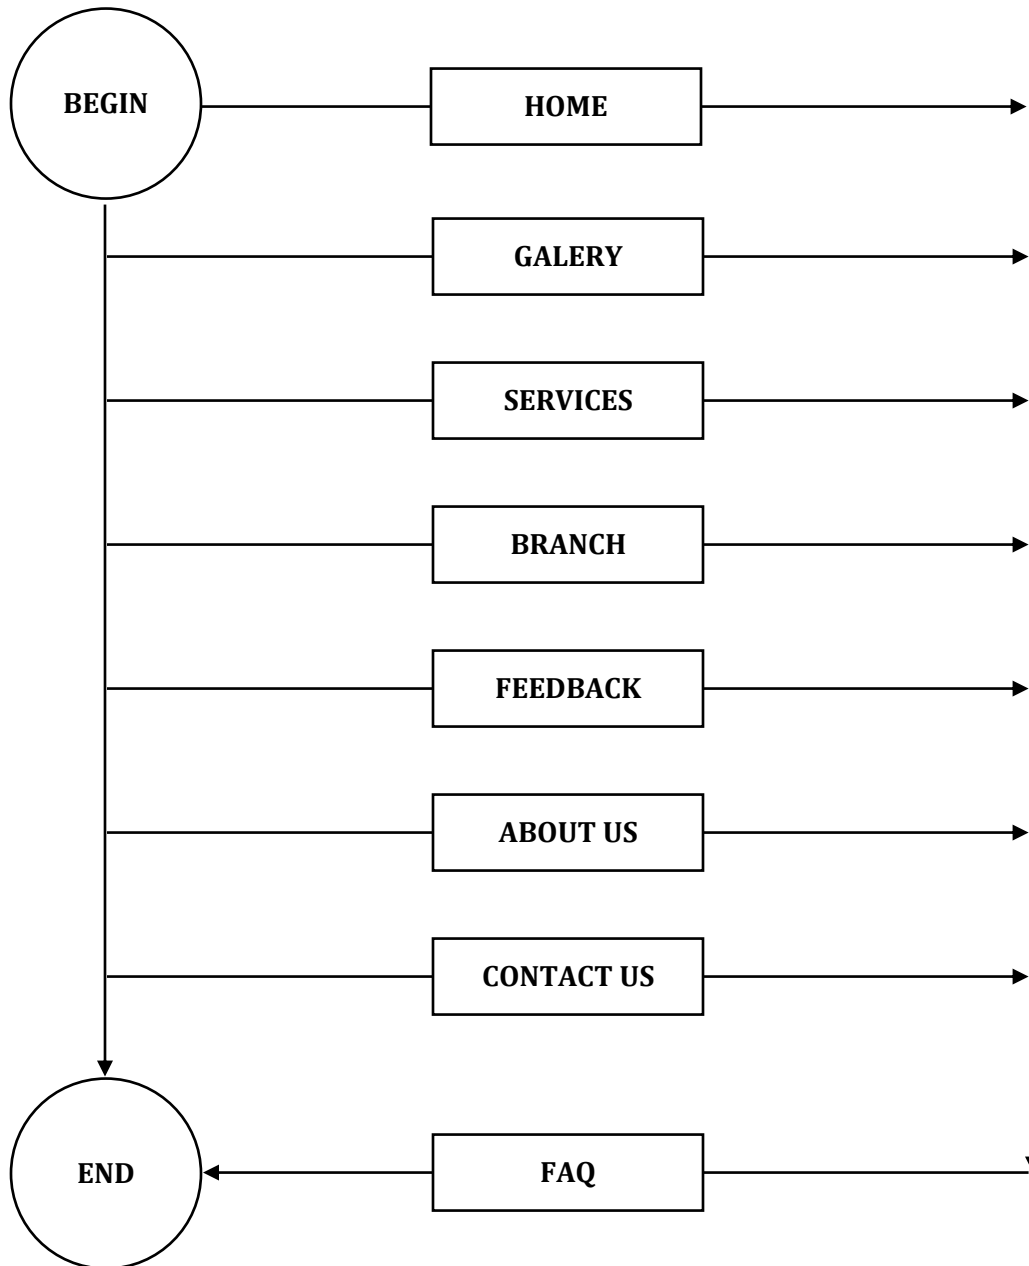 BEGIN
HOME
GALERY
SERVICES
BRANCH
FEEDBACK
ABOUT US
CONTACT US
END
FAQ